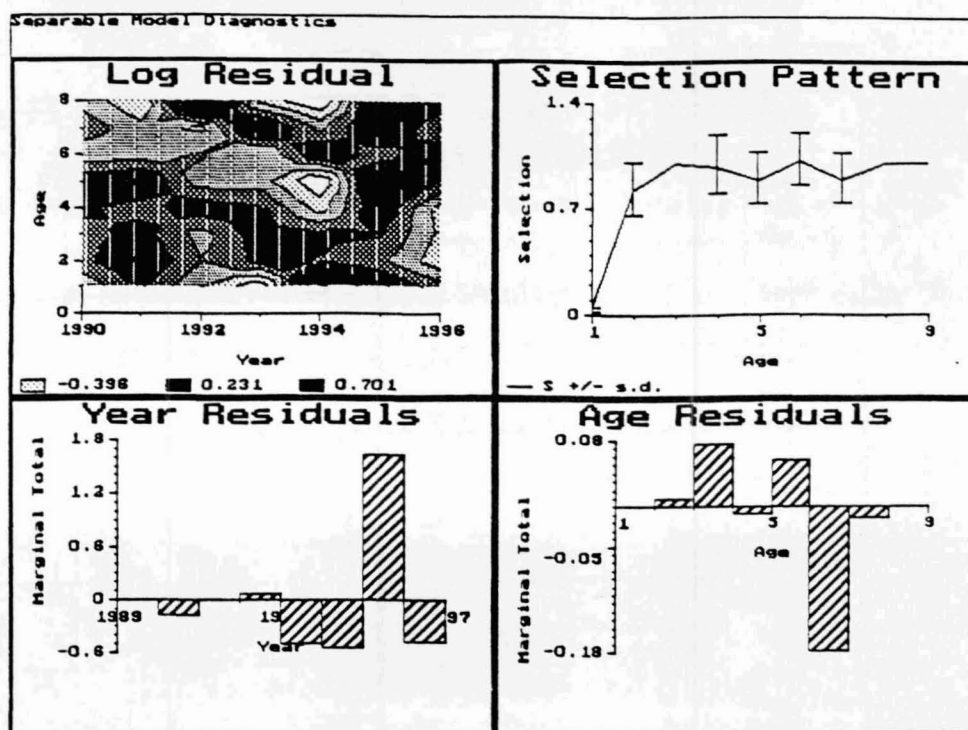 Separable Model Diagnostics
Log Residual
8
6
4
2
0
Age
1990 1992 1994 1996
Year
-0.396 0.231 0.701
Selection Pattern
1.4
0.7
0
Selection
1 5 9
Age
S +/- s.d.
Year Residuals
1.8
1.2
0.6
0
-0.6
Marginal Total
1989 19 97
Year
Age Residuals
0.08
-0.05
-0.18
Marginal Total
1 5 9
Age